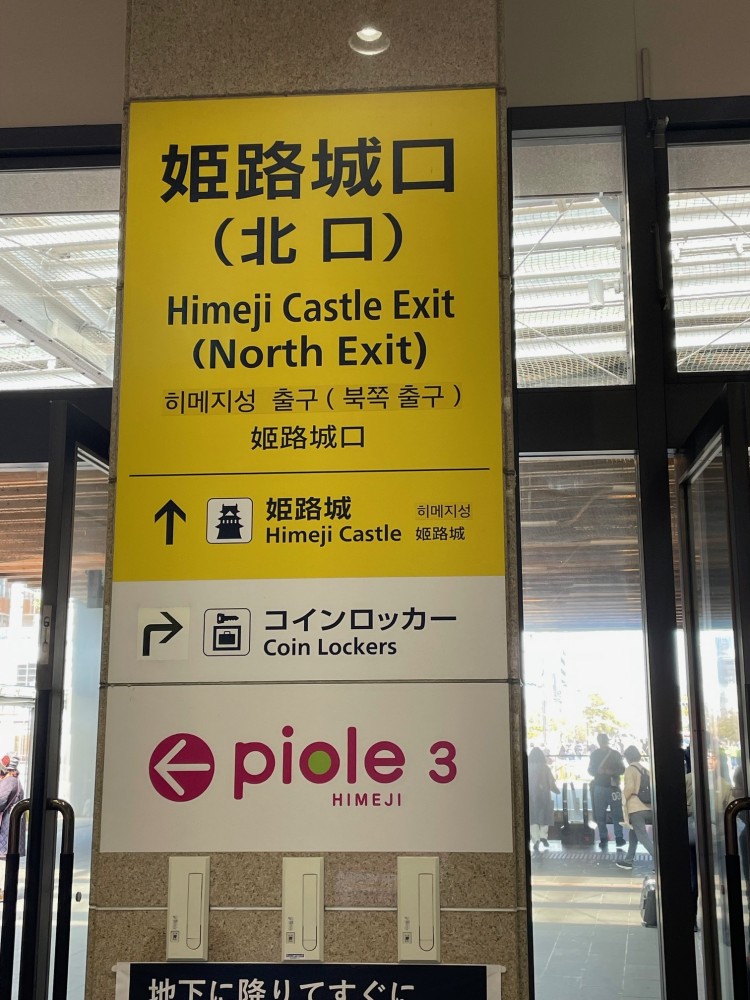 姫路城口
（北 口）
Himeji Castle Exit
(North Exit)
히메지성 출구 ( 북쪽 출구 )
姫路城口
姫路城 히메지성
Himeji Castle 姫路城
コインロッカー
Coin Lockers
piole 3
HIMEJI
地下に降りてすぐに